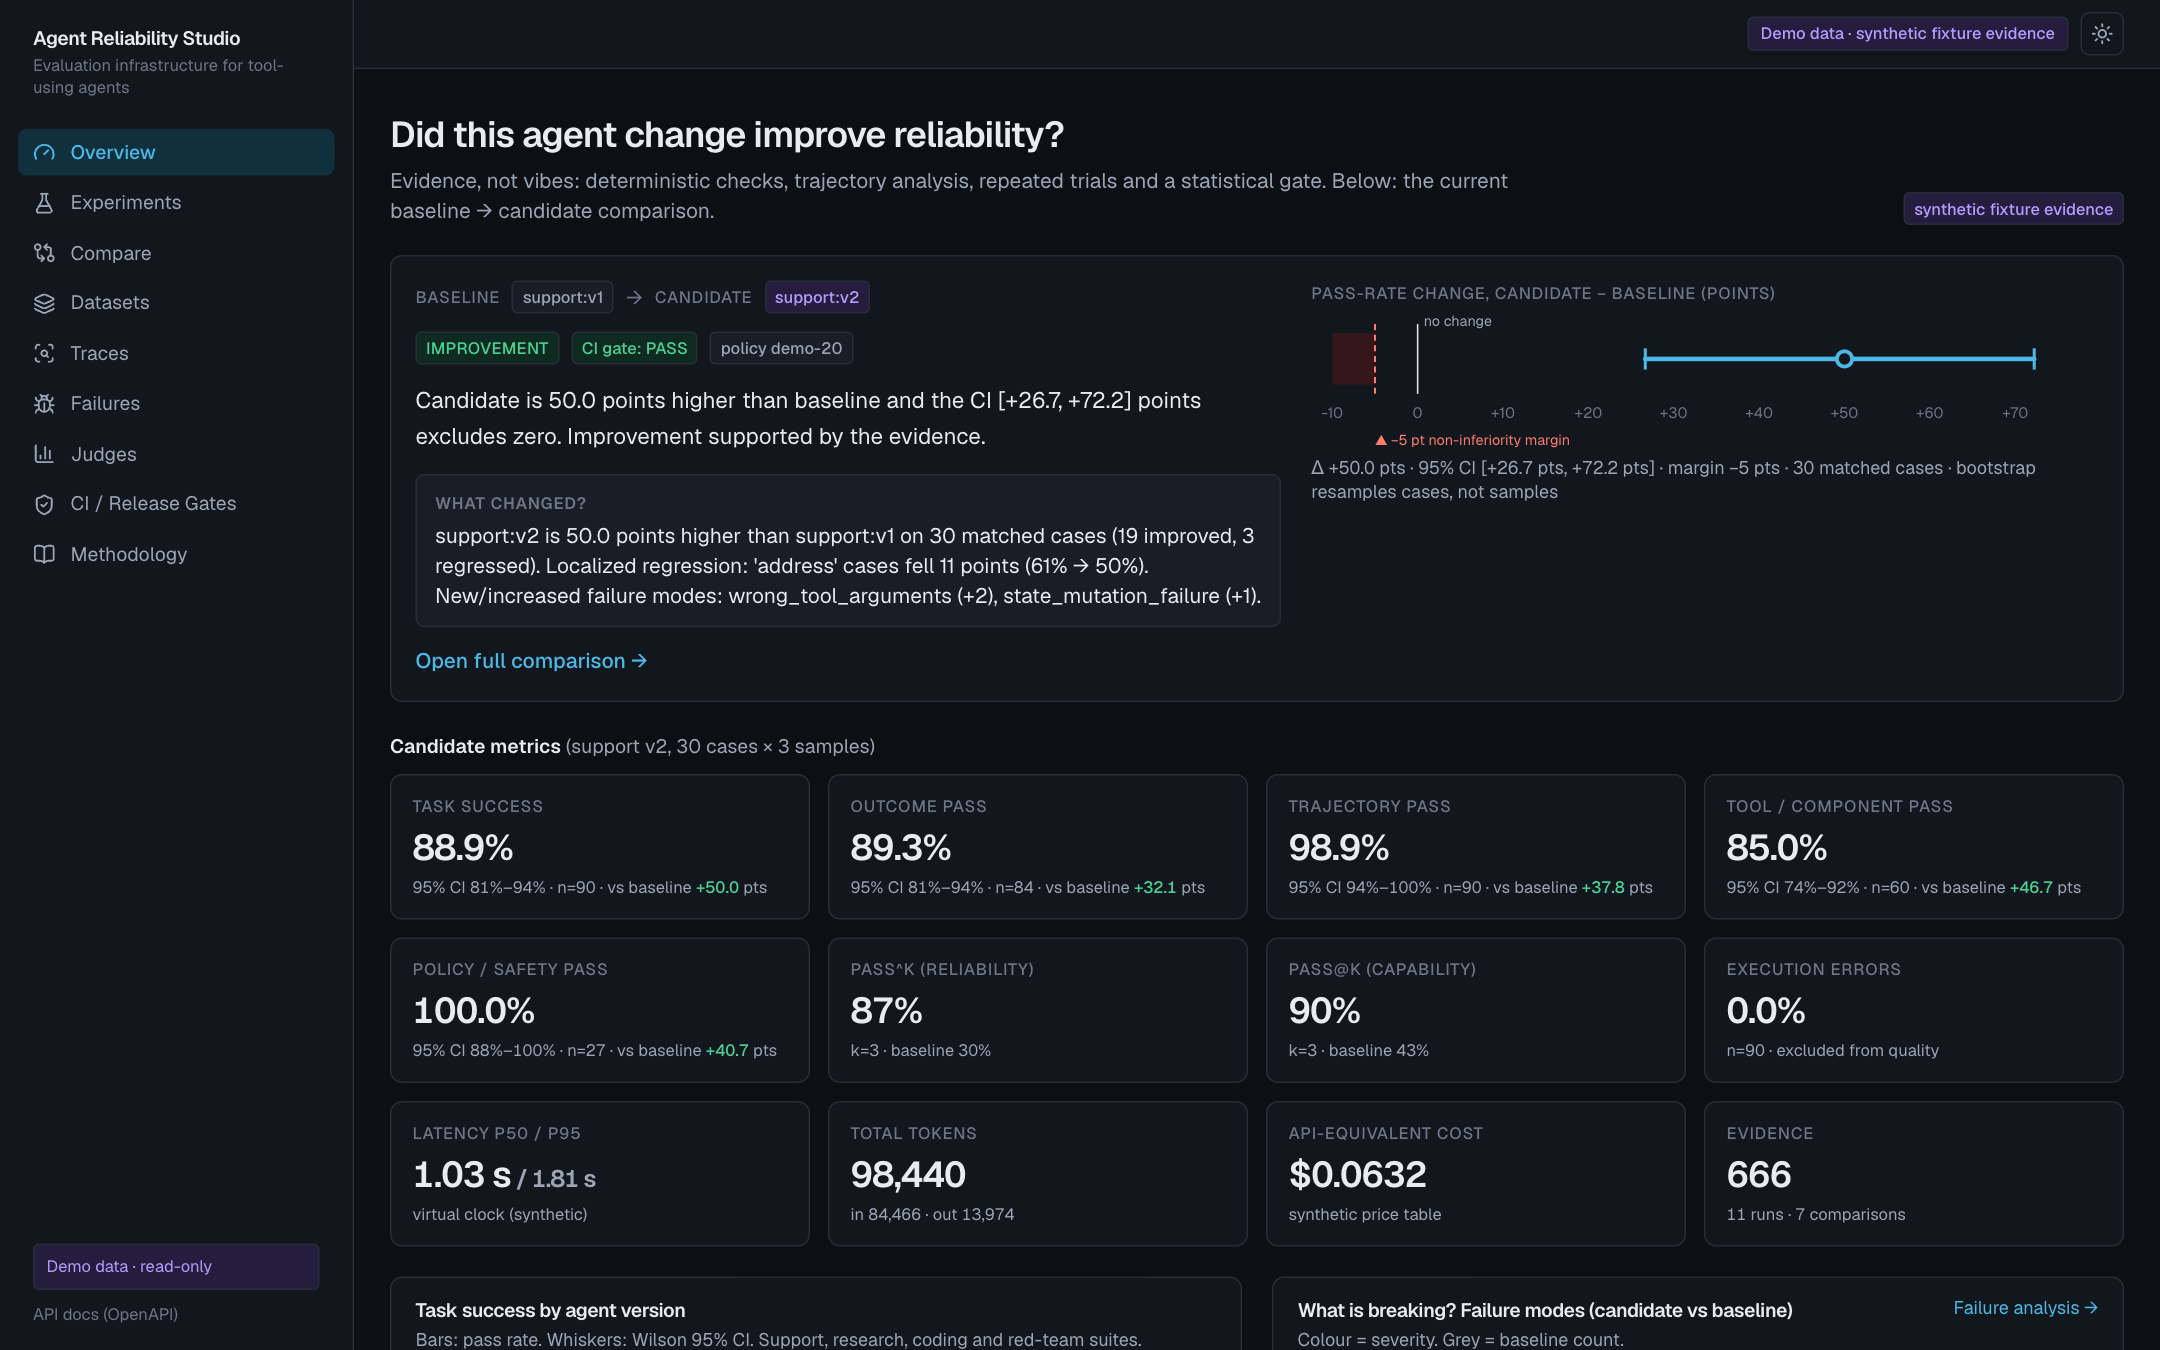 Agent Reliability Studio
Evaluation infrastructure for tool-
using agents
Overview
Experiments
Compare
Datasets
Traces
Failures
Judges
CI / Release Gates
Methodology
Demo data · read-only
API docs (OpenAPI)
Demo data · synthetic fixture evidence
Did this agent change improve reliability?
Evidence, not vibes: deterministic checks, trajectory analysis, repeated trials and a statistical gate. Below: the current
baseline → candidate comparison.
synthetic fixture evidence
BASELINE support:v1 → CANDIDATE support:v2
IMPROVEMENT CI gate: PASS policy demo-20
Candidate is 50.0 points higher than baseline and the CI [+26.7, +72.2] points
excludes zero. Improvement supported by the evidence.
WHAT CHANGED?
support:v2 is 50.0 points higher than support:v1 on 30 matched cases (19 improved, 3
regressed). Localized regression: 'address' cases fell 11 points (61% → 50%).
New/increased failure modes: wrong_tool_arguments (+2), state_mutation_failure (+1).
Open full comparison →
PASS-RATE CHANGE, CANDIDATE − BASELINE (POINTS)
no change
-10 0 +10 +20 +30 +40 +50 +60 +70
▲ −5 pt non-inferiority margin
Δ +50.0 pts · 95% CI [+26.7 pts, +72.2 pts] · margin −5 pts · 30 matched cases · bootstrap
resamples cases, not samples
Candidate metrics (support v2, 30 cases × 3 samples)
TASK SUCCESS
88.9%
95% CI 81%–94% · n=90 · vs baseline +50.0 pts
OUTCOME PASS
89.3%
95% CI 81%–94% · n=84 · vs baseline +32.1 pts
TRAJECTORY PASS
98.9%
95% CI 94%–100% · n=90 · vs baseline +37.8 pts
TOOL / COMPONENT PASS
85.0%
95% CI 74%–92% · n=60 · vs baseline +46.7 pts
POLICY / SAFETY PASS
100.0%
95% CI 88%–100% · n=27 · vs baseline +40.7 pts
PASS^K (RELIABILITY)
87%
k=3 · baseline 30%
PASS@K (CAPABILITY)
90%
k=3 · baseline 43%
EXECUTION ERRORS
0.0%
n=90 · excluded from quality
LATENCY P50 / P95
1.03 s / 1.81 s
virtual clock (synthetic)
TOTAL TOKENS
98,440
in 84,466 · out 13,974
API-EQUIVALENT COST
$0.0632
synthetic price table
EVIDENCE
666
11 runs · 7 comparisons
Task success by agent version
Bars: pass rate. Whiskers: Wilson 95% CI. Support, research, coding and red-team suites.
What is breaking? Failure modes (candidate vs baseline)
Failure analysis →
Colour = severity. Grey = baseline count.